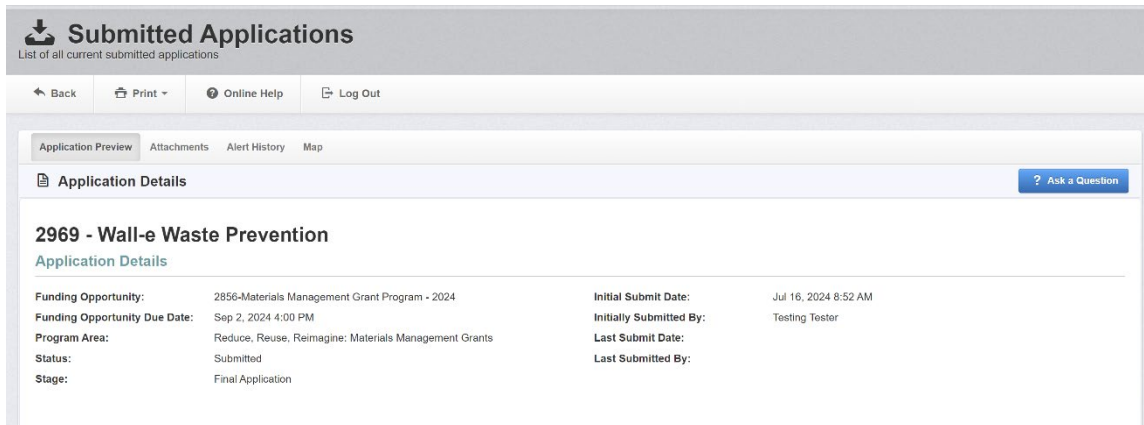 Submitted Applications
List of all current submitted applications
Back Print Online Help Log Out
Application Preview Attachments Alert History Map
Application Details ? Ask a Question
2969 - Wall-e Waste Prevention
Application Details
Funding Opportunity: 2856-Materials Management Grant Program - 2024 Initial Submit Date: Jul 16, 2024 8:52 AM
Funding Opportunity Due Date: Sep 2, 2024 4:00 PM Initially Submitted By: Testing Tester
Program Area: Reduce, Reuse, Reimagine: Materials Management Grants Last Submit Date:
Status: Submitted Last Submitted By:
Stage: Final Application